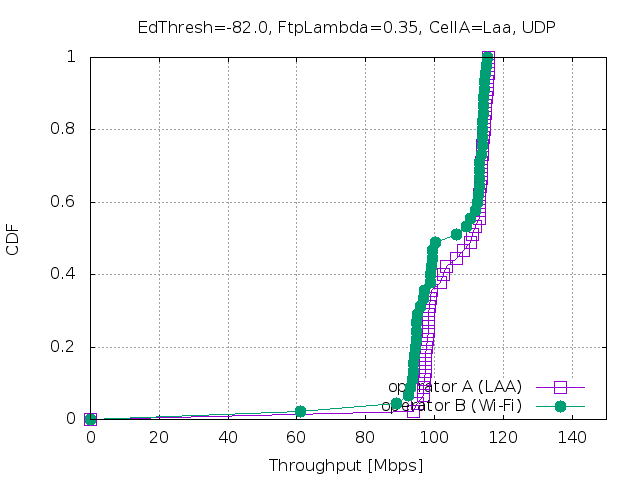 EdThresh=-82.0, FtpLambda=0.35, CellA=Laa, UDP
1
0.8
0.6
0.4
0.2
0
CDF
operator A (LAA)
operator B (Wi-Fi)
0 20 40 60 80 100 120 140
Throughput [Mbps]